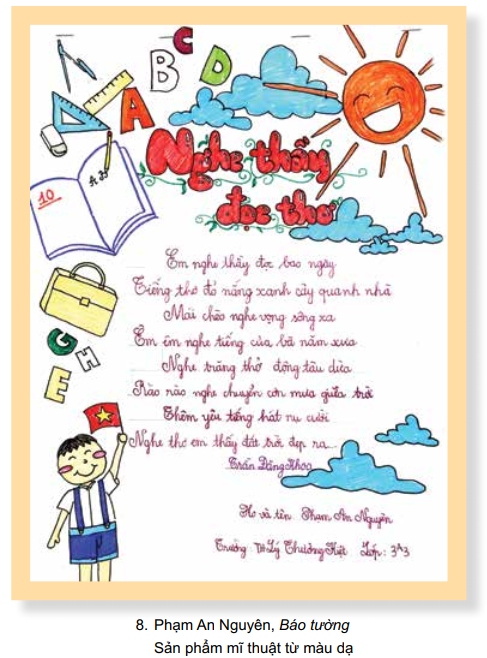 C
B
D
A
10
A
Nghe thầy
đọc thơ
Em nghe thầy đọc bao ngày
Tiếng thơ đỏ nắng xanh cây quanh nhà
Mái chèo nghe vọng sông xa
Êm êm nghe tiếng của bà năm xưa
Nghe trăng thở động tàu dừa
Rào rào nghe chuyển cơn mưa giữa trời
Thêm yêu tiếng hát nụ cười
Nghe thơ em thấy đất trời đẹp ra
Trần Đăng Khoa
G
H
E
Họ và tên Phạm An Nguyên
Trường: TH Lý Thường Kiệt Lớp: 3A3
8. Phạm An Nguyên, Báo tường
Sản phẩm mĩ thuật từ màu dạ